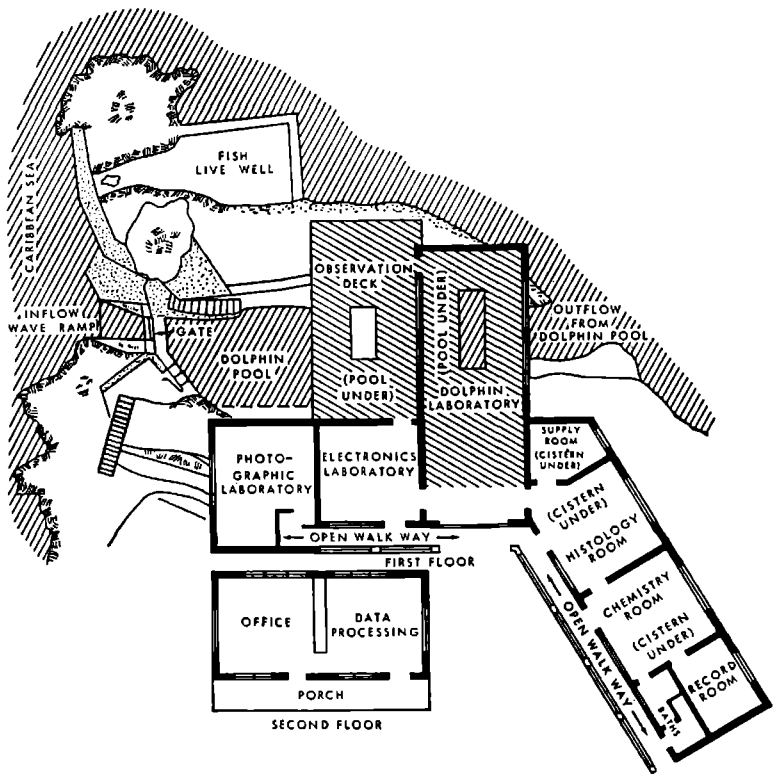 FISH
LIVE WELL
CARIBBEAN SEA
OBSERVATION
DECK
(POOL UNDER)
INFLOW
WAVE RAMP
GATE
OUTFLOW
FROM
DOLPHIN POOL
DOLPHIN
POOL
(POOL
UNDER)
DOLPHIN
LABORATORY
SUPPLY
ROOM
(CISTERN
UNDER)
PHOTO-
GRAPHIC
LABORATORY
ELECTRONICS
LABORATORY
(CISTERN
UNDER)
HISTOLOGY
ROOM
OPEN WALK WAY
FIRST FLOOR
CHEMISTRY
ROOM
(CISTERN
UNDER)
OPEN WALK WAY
RECORD
ROOM
BATHS
OFFICE
DATA
PROCESSING
PORCH
SECOND FLOOR